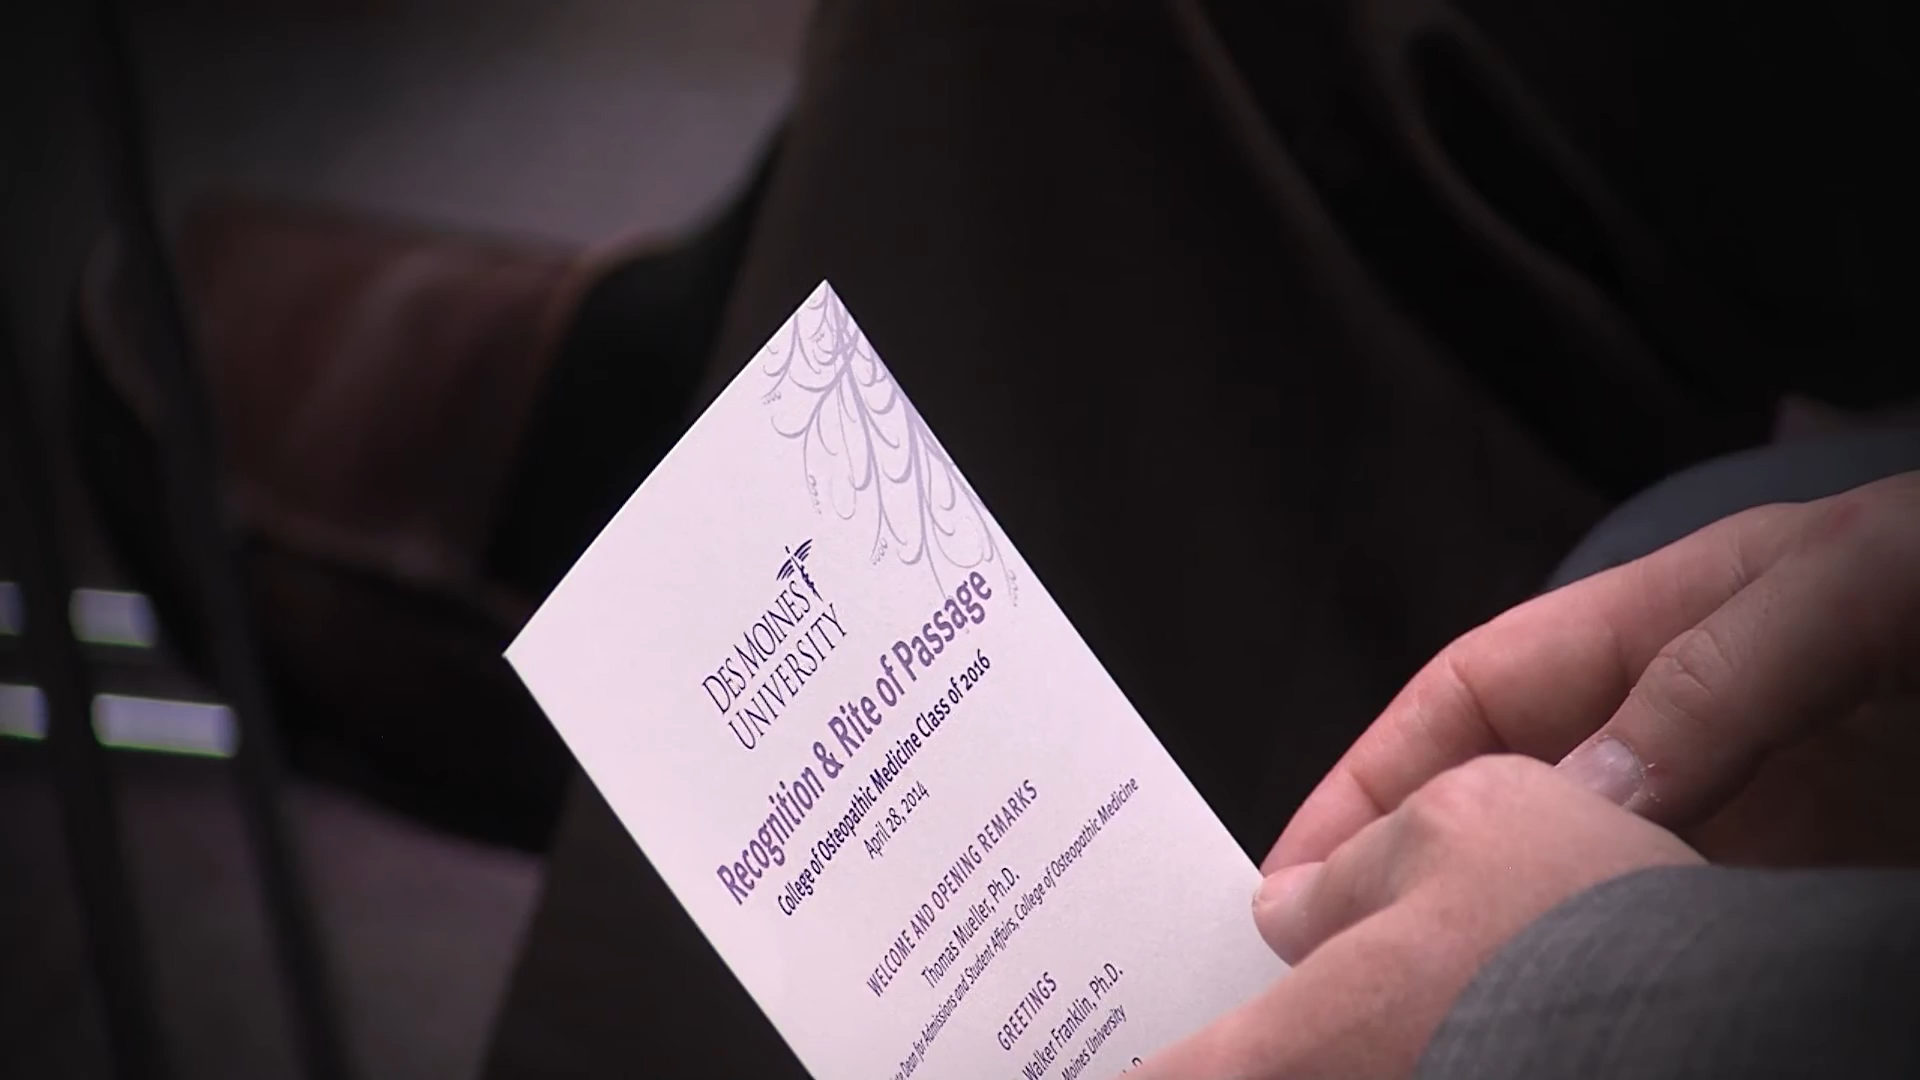 DES MOINES
UNIVERSITY
Recognition & Rite of Passage
College of Osteopathic Medicine Class of 2016
April 28, 2014
WELCOME AND OPENING REMARKS
Thomas Mueller, Ph.D.
Dean for Admissions and Student Affairs, College of Osteopathic Medicine
GREETINGS
Walker Franklin, Ph.D.
Moines University